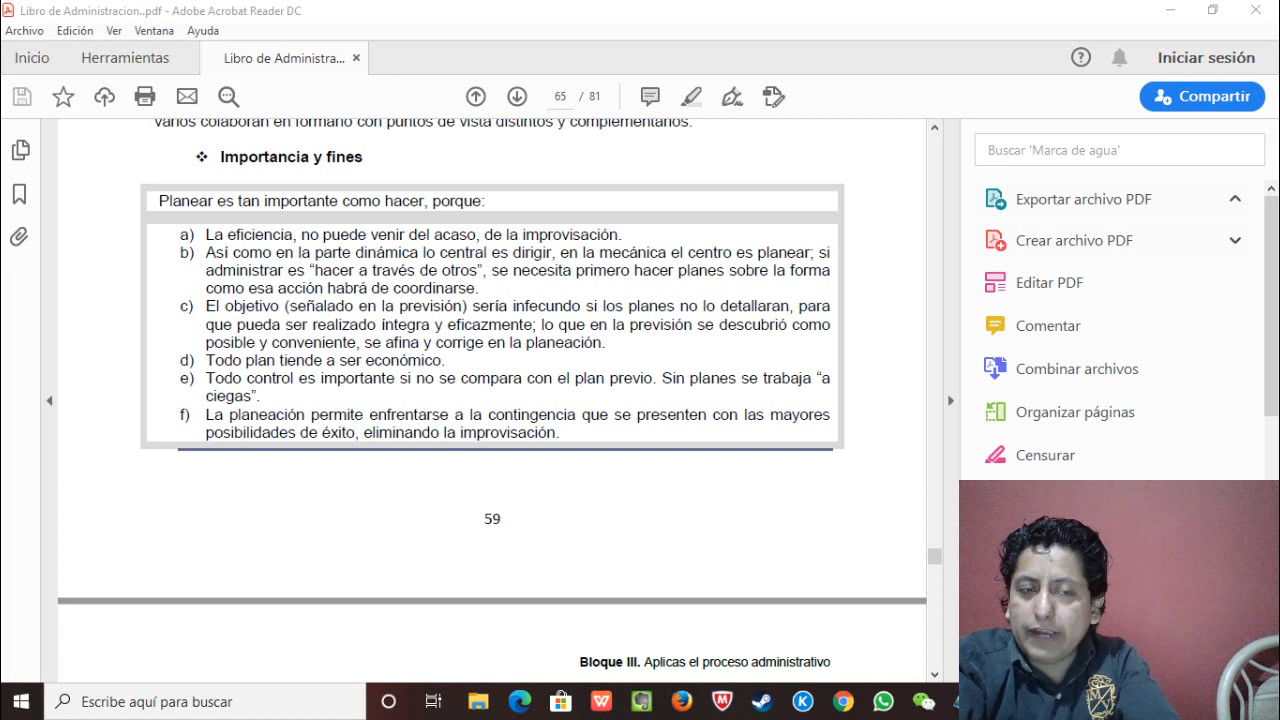 Libro de Administracion..pdf - Adobe Acrobat Reader DC
Archivo Edición Ver Ventana Ayuda
Inicio Herramientas Libro de Administra... Iniciar sesión
65 / 81 Compartir
varios colaboran en formarlo con puntos de vista distintos y complementarios.
Importancia y fines
Buscar 'Marca de agua'
Planear es tan importante como hacer, porque:
a) La eficiencia, no puede venir del acaso, de la improvisación.
b) Así como en la parte dinámica lo central es dirigir, en la mecánica el centro es planear; si
administrar es “hacer a través de otros”, se necesita primero hacer planes sobre la forma
como esa acción habrá de coordinarse.
c) El objetivo (señalado en la previsión) sería infecundo si los planes no lo detallaran, para
que pueda ser realizado íntegra y eficazmente; lo que en la previsión se descubrió como
posible y conveniente, se afina y corrige en la planeación.
d) Todo plan tiende a ser económico.
e) Todo control es importante si no se compara con el plan previo. Sin planes se trabaja “a
ciegas”.
f) La planeación permite enfrentarse a la contingencia que se presenten con las mayores
posibilidades de éxito, eliminando la improvisación.
59
Bloque III. Aplicas el proceso administrativo
Exportar archivo PDF
Crear archivo PDF
Editar PDF
Comentar
Combinar archivos
Organizar páginas
Censurar
Escribe aquí para buscar